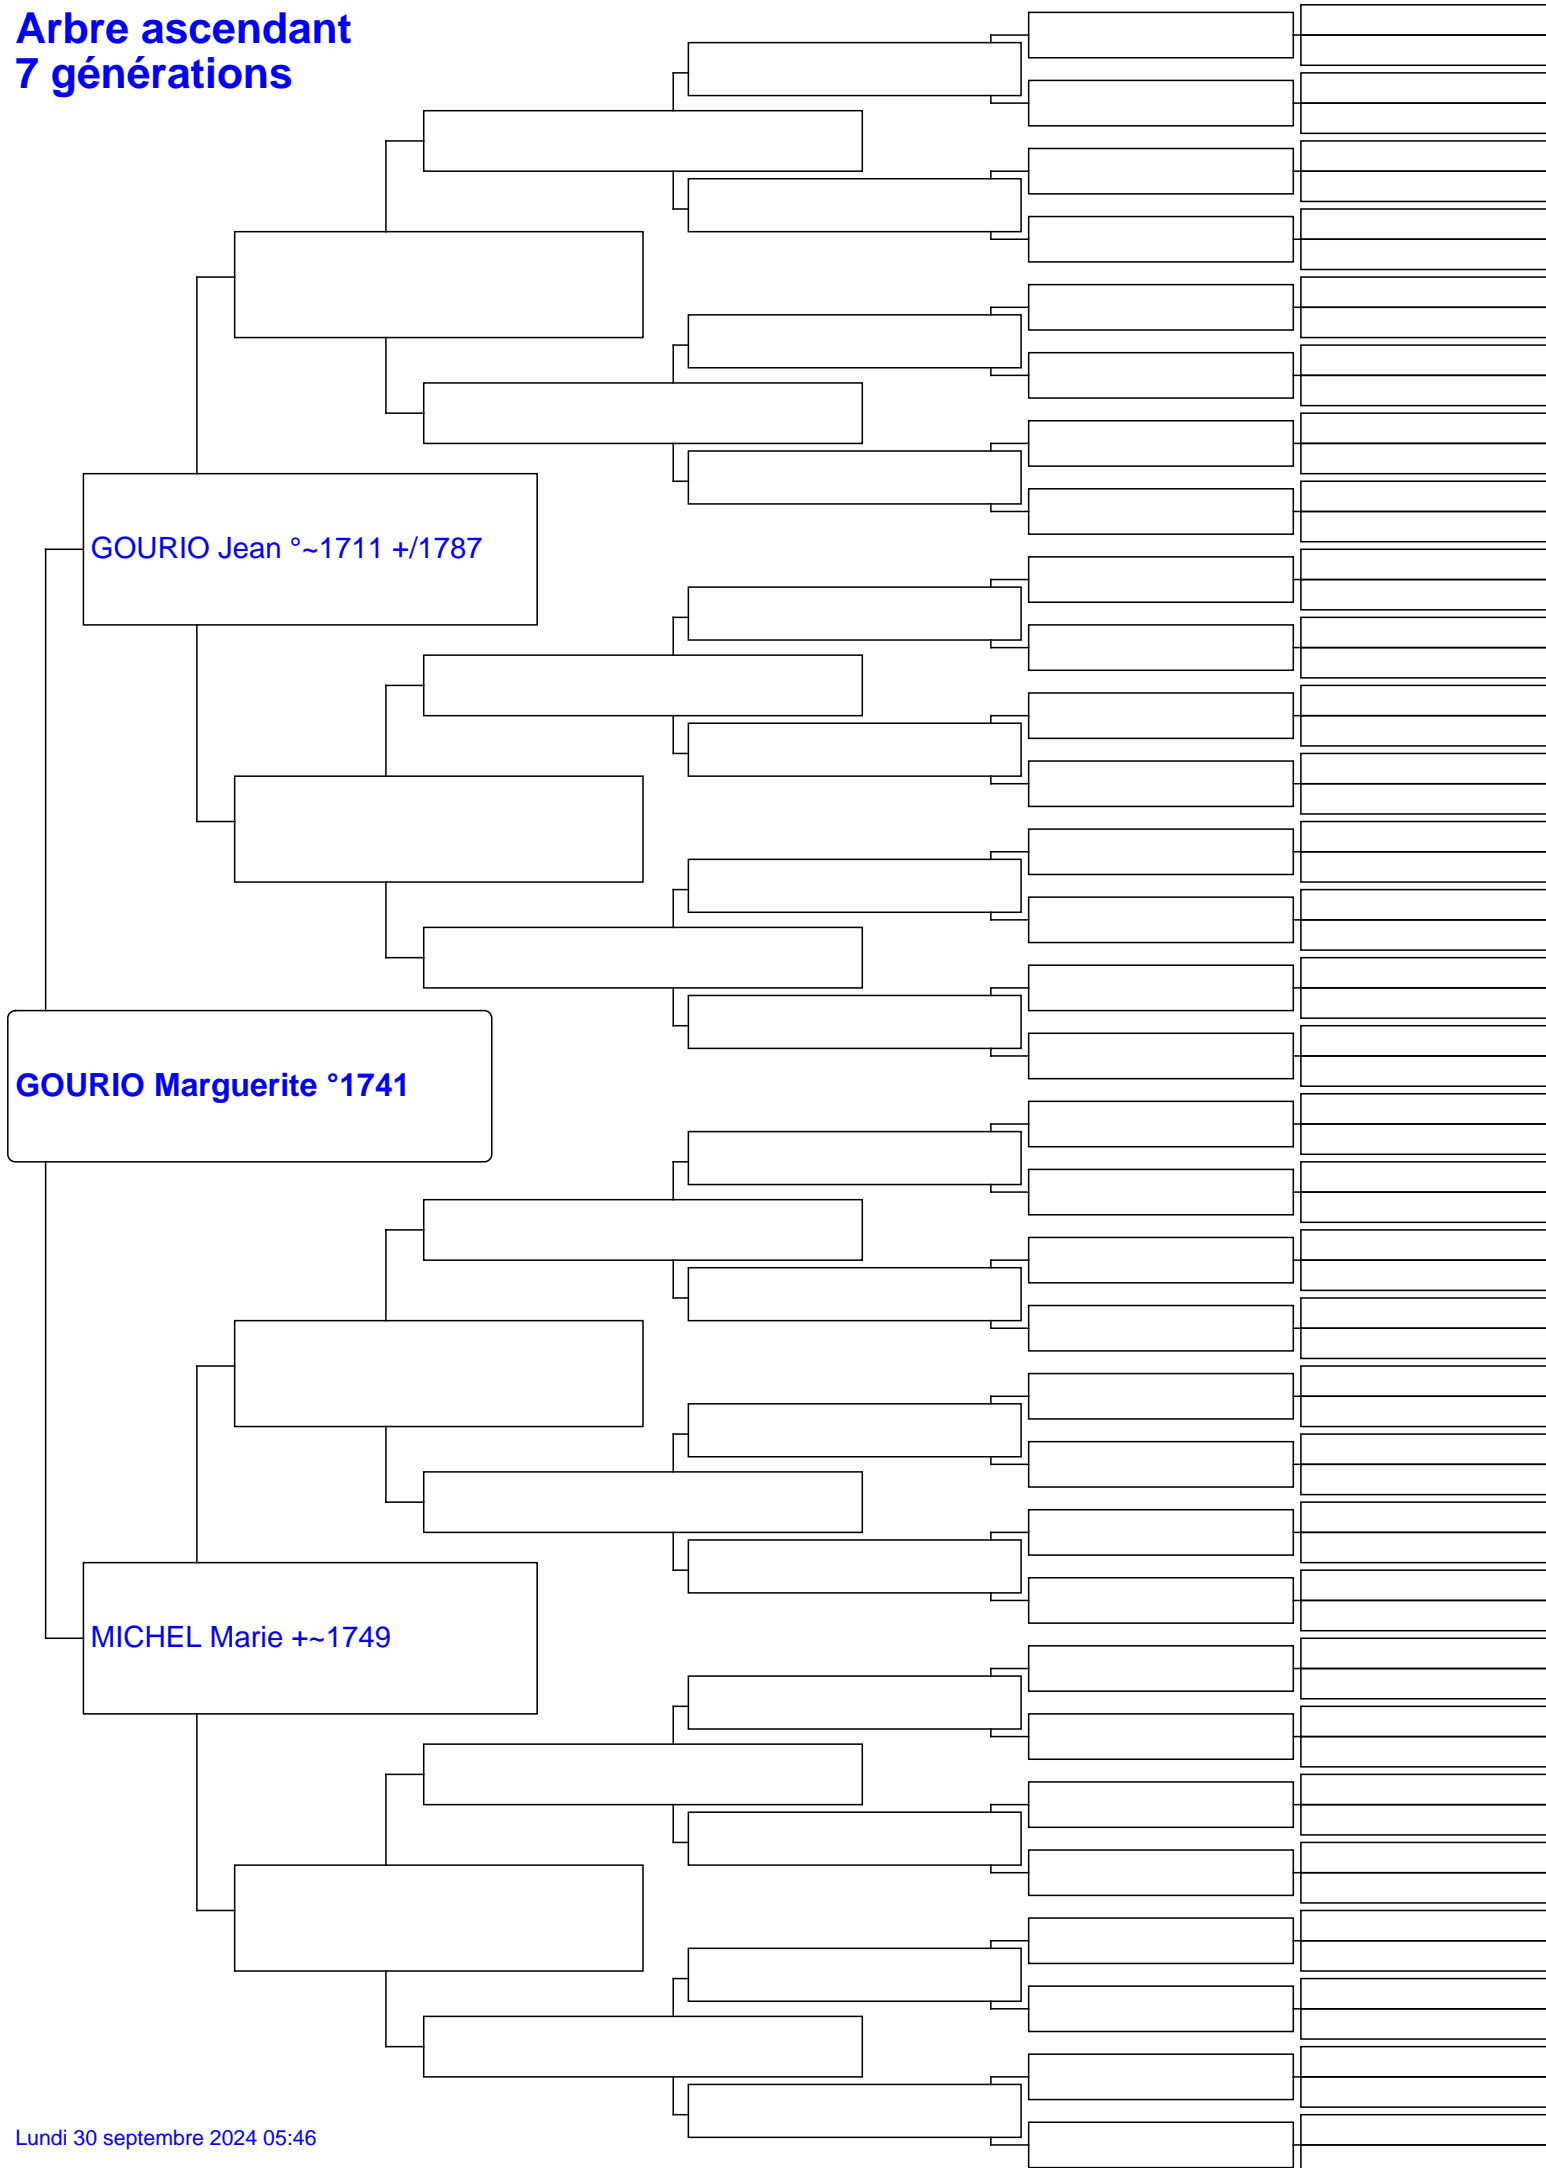 Arbre ascendant
7 générations
GOURIO Jean °~1711 +/1787
GOURIO Marguerite °1741
MICHEL Marie +~1749
Lundi 30 septembre 2024 05:46